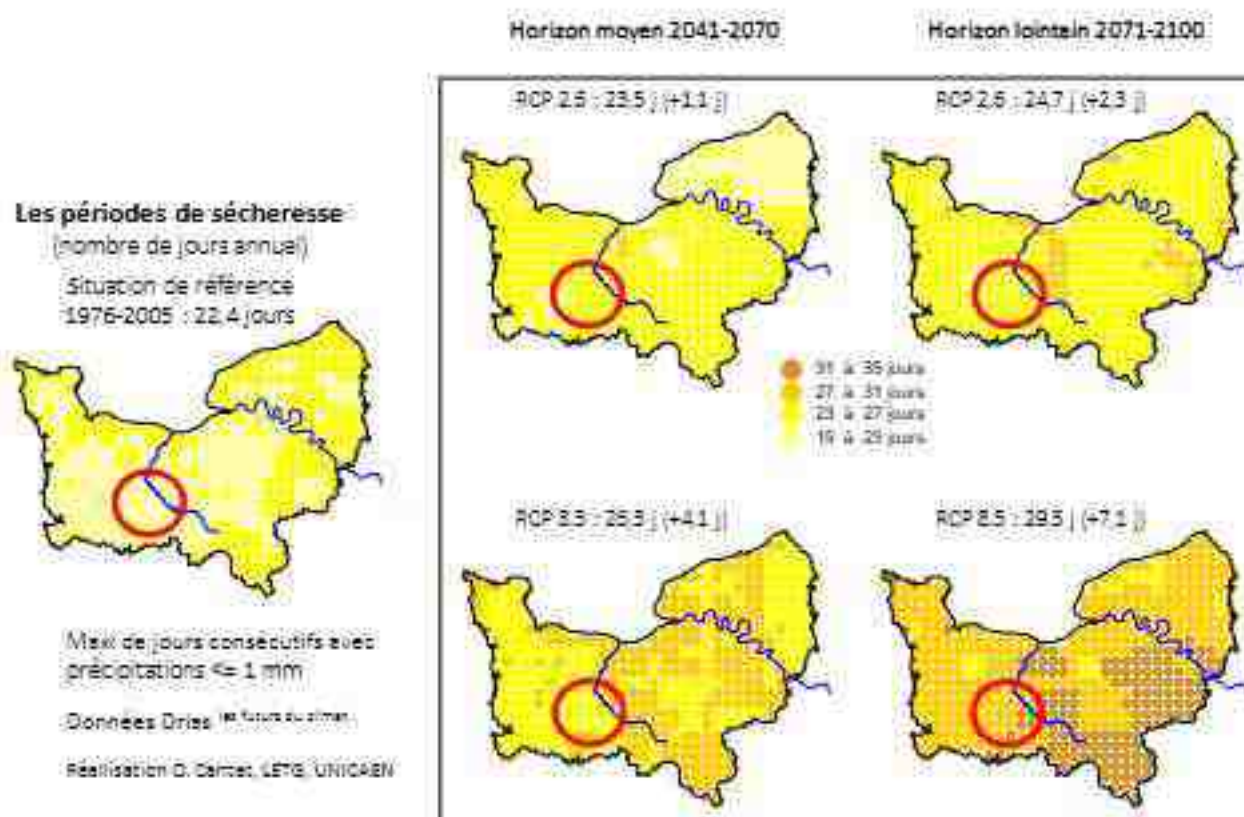 Horizon moyen 2041-2070
Horizon lointain 2071-2100
RCP 2.6 : 23,5 j (+1,1 j)
RCP 2.6 : 24,7 j (+2,3 j)
Les périodes de sécheresse
(nombre de jours annuel)
Situation de référence
1976-2005 : 22,4 jours
31 à 35 jours
27 à 31 jours
23 à 27 jours
19 à 23 jours
RCP 8.5 : 26,5 j (+4,1 j)
RCP 8.5 : 29,5 j (+7,1 j)
Maxi de jours consécutifs avec
précipitations <= 1 mm
Données Drias les futurs du climat
Réalisation O. Cantat, LETG, UNICAEN